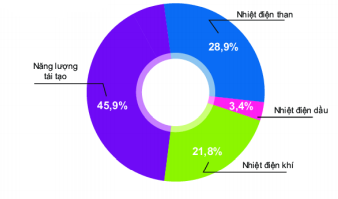 Nhiệt điện than
28,9%
Năng lượng
tái tạo
45,9%
3,4%
Nhiệt điện dầu
21,8%
Nhiệt điện khí